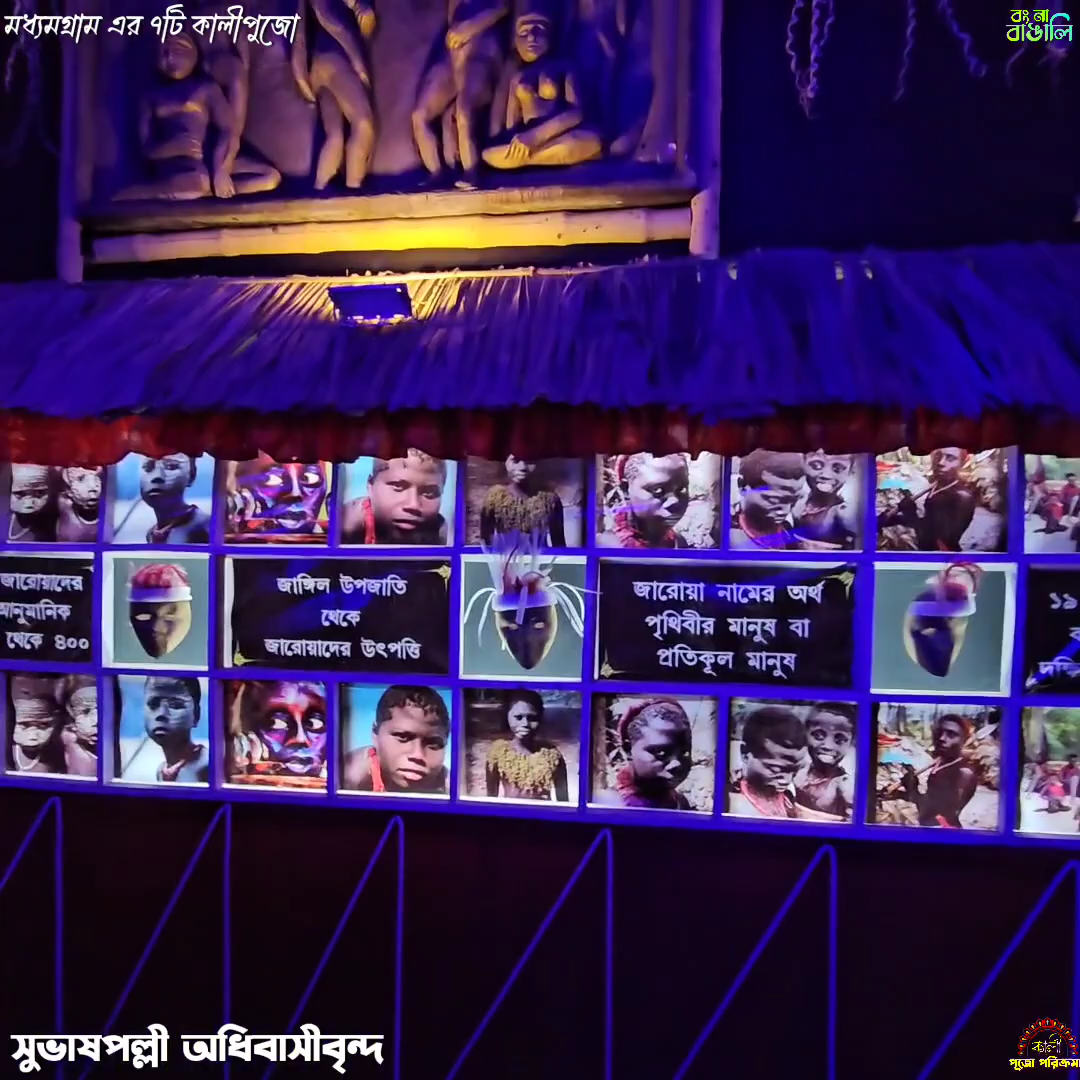 মধ্যমগ্রাম এর ৭টি কালীপুজো
বং না
বাঙালি
জারোয়াদের
আনুমানিক
থেকে ৪০০
জাঙ্গিল উপজাতি
থেকে
জারোয়াদের উৎপত্তি
জারোয়া নামের অর্থ
পৃথিবীর মানুষ বা
প্রতিকূল মানুষ
১৯
সুভাষপল্লী অধিবাসীবৃন্দ
কালী
পুজো পরিক্রমা